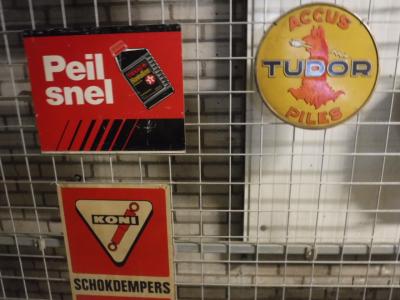 Peil
snel
ACCUS
TUDOR
PILES
KONI
SCHOKDEMPERS